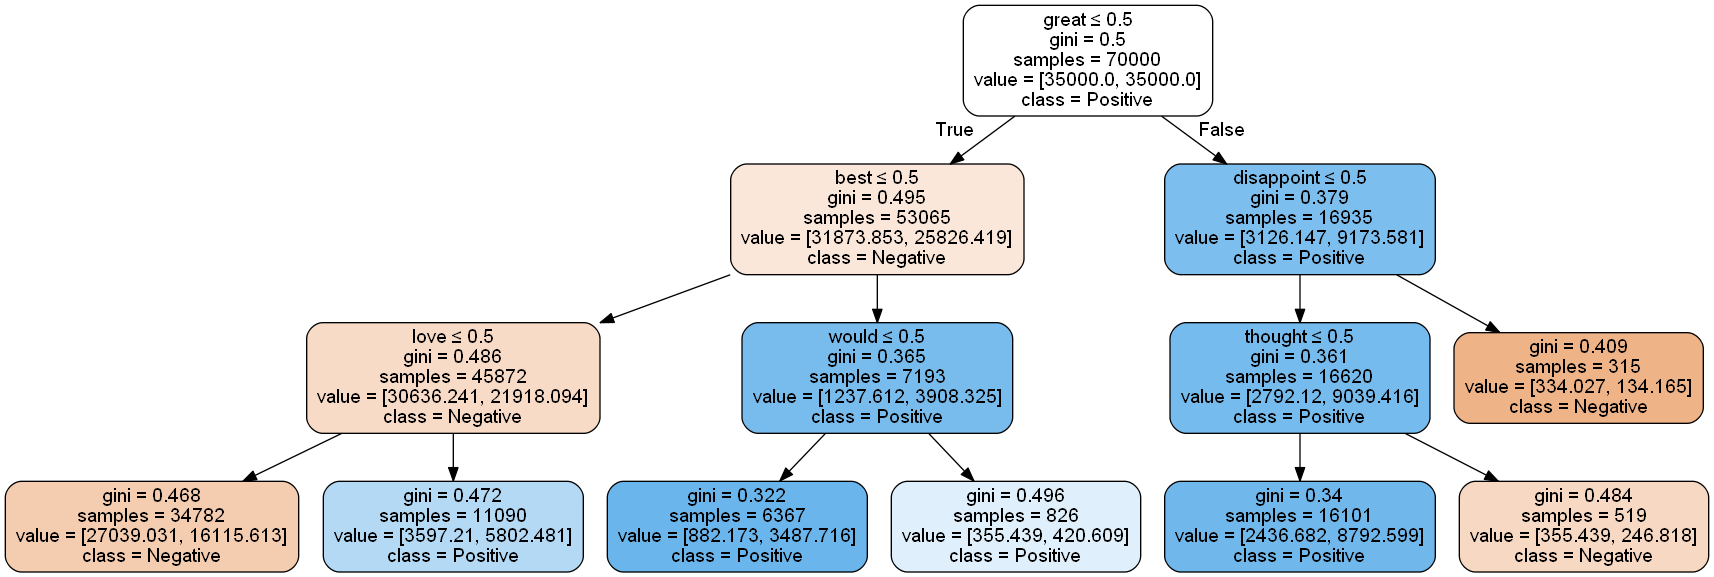 great ≤ 0.5
gini = 0.5
samples = 70000
value = [35000.0, 35000.0]
class = Positive
True
False
best ≤ 0.5
gini = 0.495
samples = 53065
value = [31873.853, 25826.419]
class = Negative
disappoint ≤ 0.5
gini = 0.379
samples = 16935
value = [3126.147, 9173.581]
class = Positive
love ≤ 0.5
gini = 0.486
samples = 45872
value = [30636.241, 21918.094]
class = Negative
would ≤ 0.5
gini = 0.365
samples = 7193
value = [1237.612, 3908.325]
class = Positive
thought ≤ 0.5
gini = 0.361
samples = 16620
value = [2792.12, 9039.416]
class = Positive
gini = 0.409
samples = 315
value = [334.027, 134.165]
class = Negative
gini = 0.468
samples = 34782
value = [27039.031, 16115.613]
class = Negative
gini = 0.472
samples = 11090
value = [3597.21, 5802.481]
class = Positive
gini = 0.322
samples = 6367
value = [882.173, 3487.716]
class = Positive
gini = 0.496
samples = 826
value = [355.439, 420.609]
class = Positive
gini = 0.34
samples = 16101
value = [2436.682, 8792.599]
class = Positive
gini = 0.484
samples = 519
value = [355.439, 246.818]
class = Negative